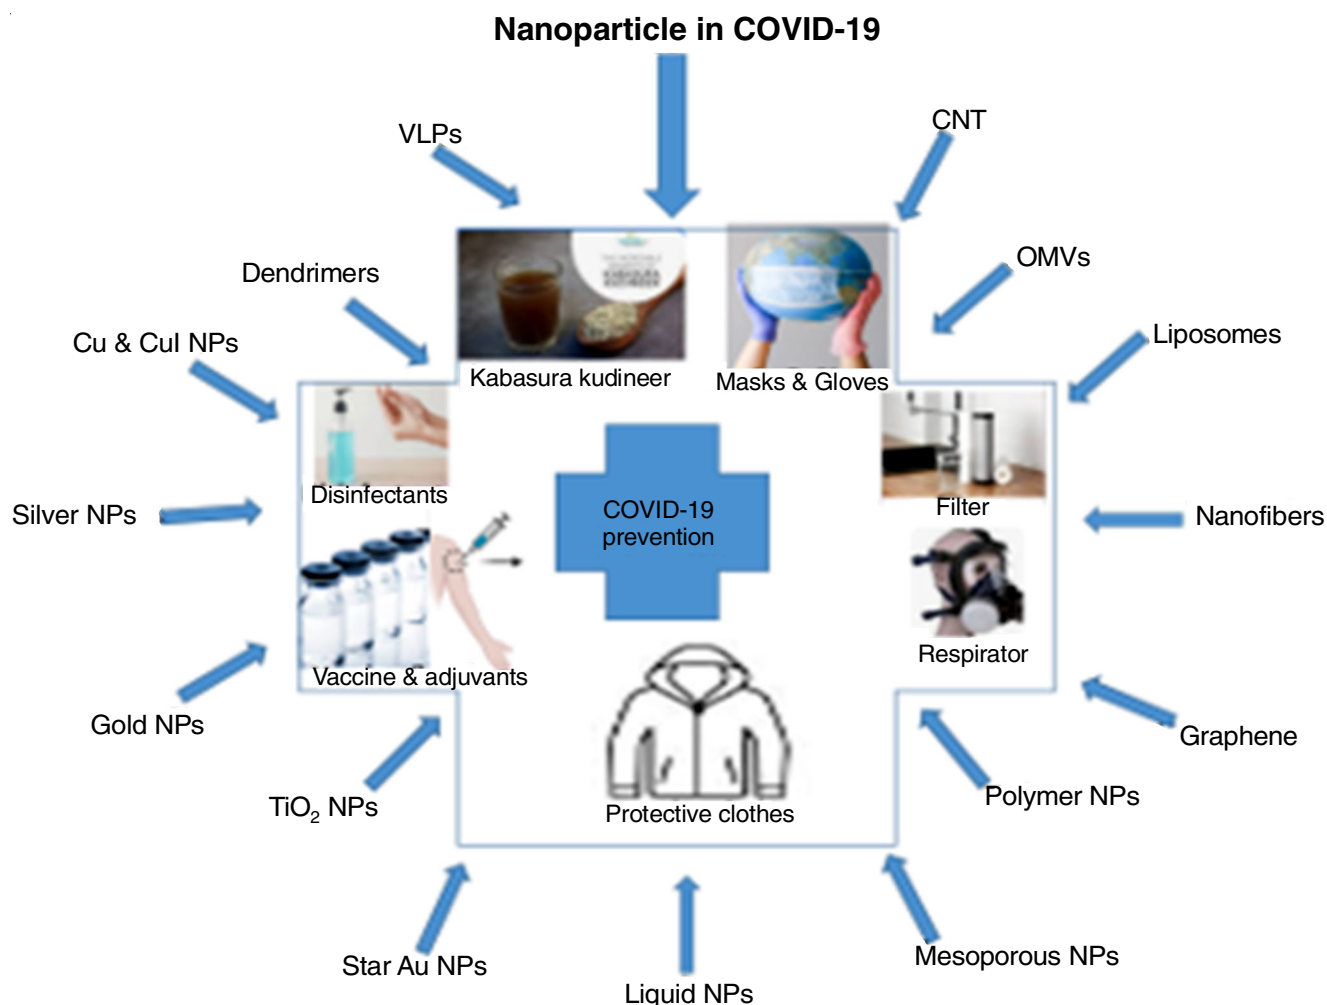 Nanoparticle in COVID-19
VLPs
CNT
Dendrimers
OMVs
Cu & CuI NPs
Liposomes
KABASURA
KUDINEER
Kabasura kudineer
Masks & Gloves
Disinfectants
Filter
Silver NPs
COVID-19
prevention
Nanofibers
Vaccine & adjuvants
Respirator
Gold NPs
Graphene
TiO₂ NPs
Protective clothes
Polymer NPs
Star Au NPs
Liquid NPs
Mesoporous NPs